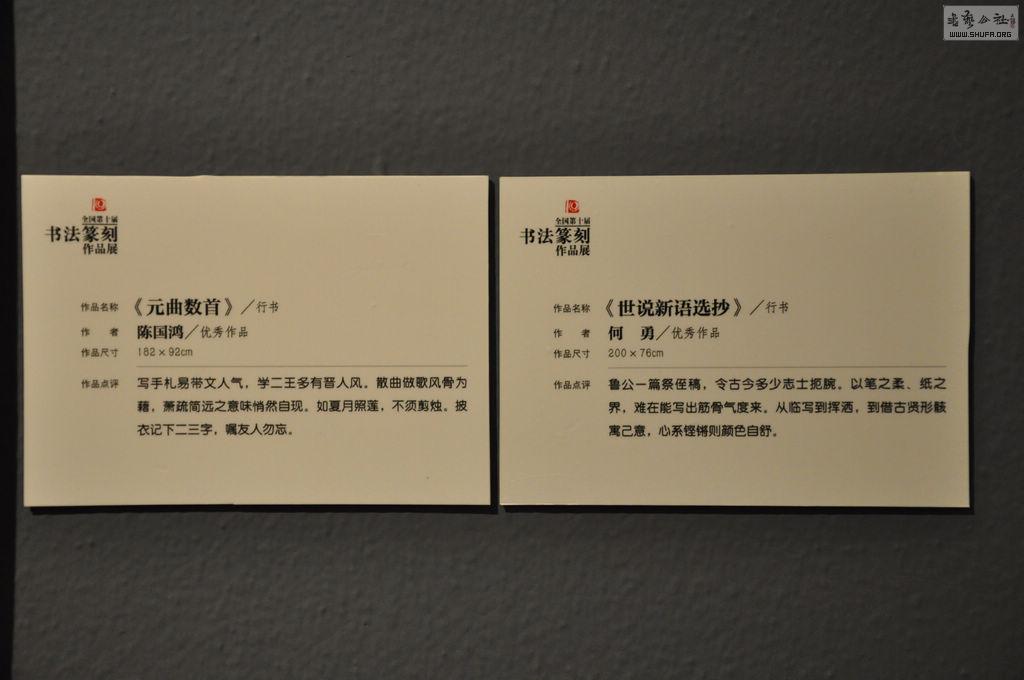 书艺公社
WWW.SHUFA.ORG
全国第十届
书法篆刻
作品展
作品名称 《元曲数首》／行书
作 者 陈国鸿／优秀作品
作品尺寸 182×92cm
作品点评 写手札易带文人气，学二王多有晋人风。散曲做歌风骨为
藉，萧疏简远之意味悄然自现。如夏月照莲，不须剪烛。披
衣记下二三字，嘱友人勿忘。
全国第十届
书法篆刻
作品展
作品名称 《世说新语选抄》／行书
作 者 何 勇／优秀作品
作品尺寸 200×76cm
作品点评 鲁公一篇祭侄稿，令古今多少志士扼腕。以笔之柔、纸之
界，难在能写出筋骨气度来。从临写到挥洒，到借古贤形骸
寓己意，心系铿锵则颜色自舒。